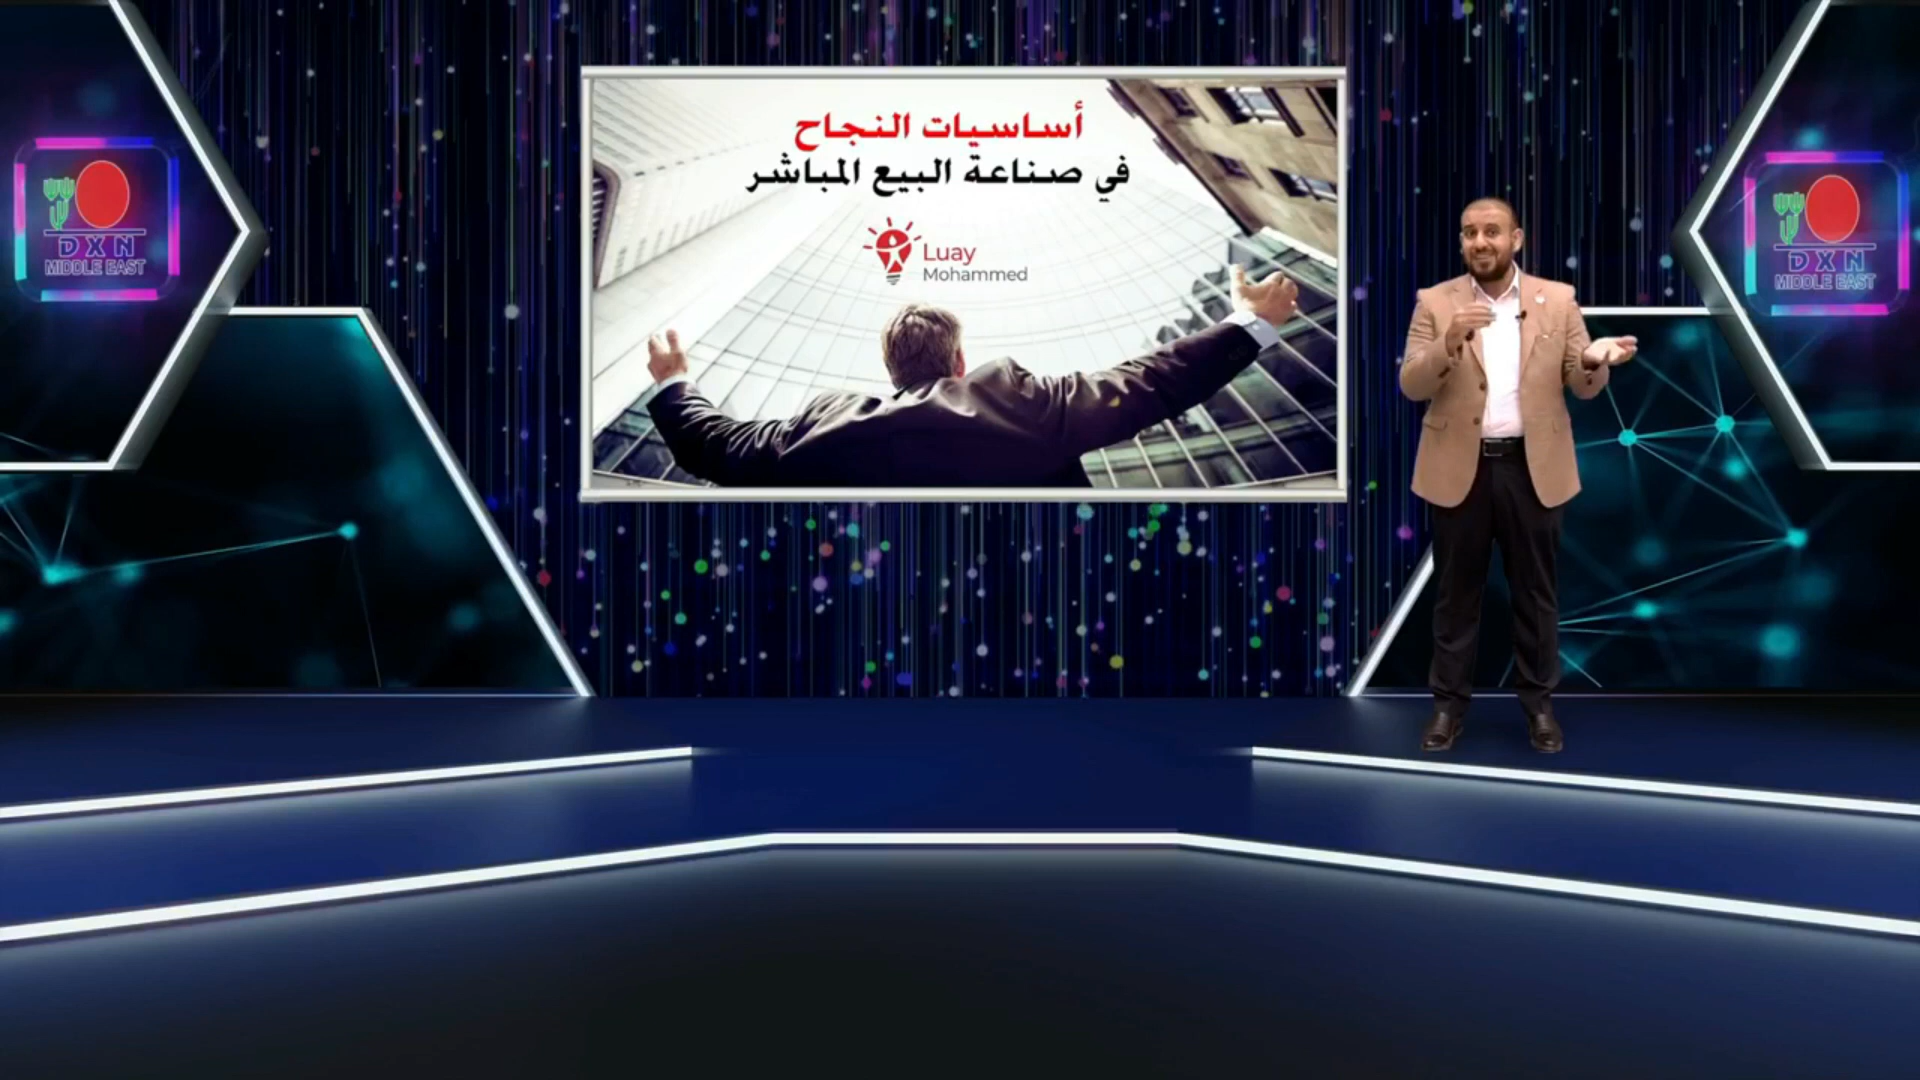 أساسيات النجاح
في صناعة البيع المباشر
Luay
Mohammed
DXN
MIDDLE EAST
DXN
MIDDLE EAST